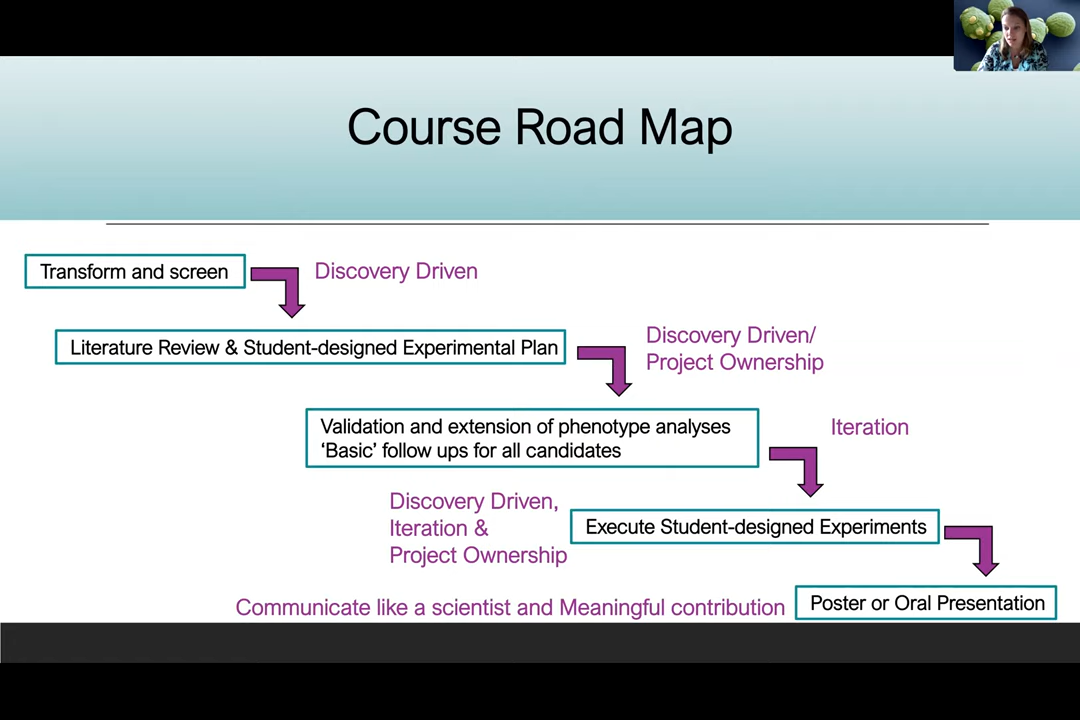 Course Road Map
Transform and screen
Discovery Driven
Literature Review & Student-designed Experimental Plan
Discovery Driven/
Project Ownership
Validation and extension of phenotype analyses
‘Basic’ follow ups for all candidates
Iteration
Discovery Driven,
Iteration &
Project Ownership
Execute Student-designed Experiments
Communicate like a scientist and Meaningful contribution
Poster or Oral Presentation